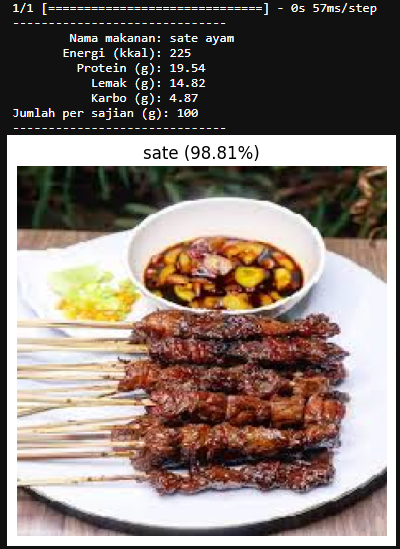 1/1 [==============================] - 0s 57ms/step
------------------------------
Nama makanan: sate ayam
Energi (kkal): 225
Protein (g): 19.54
Lemak (g): 14.82
Karbo (g): 4.87
Jumlah per sajian (g): 100
------------------------------
sate (98.81%)